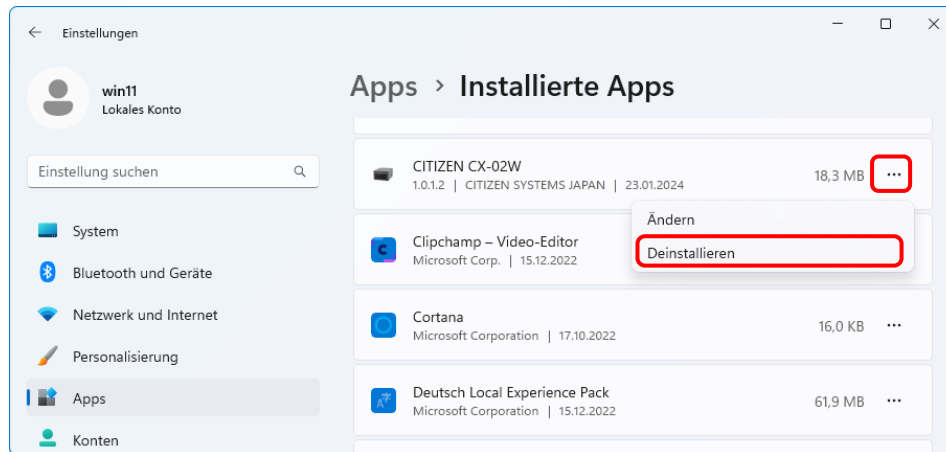 Einstellungen
win11
Lokales Konto
Einstellung suchen
System
Bluetooth und Geräte
Netzwerk und Internet
Personalisierung
Apps
Konten
Apps > Installierte Apps
CITIZEN CX-02W
1.0.1.2 | CITIZEN SYSTEMS JAPAN | 23.01.2024
18,3 MB
Ändern
Deinstallieren
Clipchamp – Video-Editor
Microsoft Corp. | 15.12.2022
Cortana
Microsoft Corporation | 17.10.2022
16,0 KB
Deutsch Local Experience Pack
Microsoft Corporation | 15.12.2022
61,9 MB